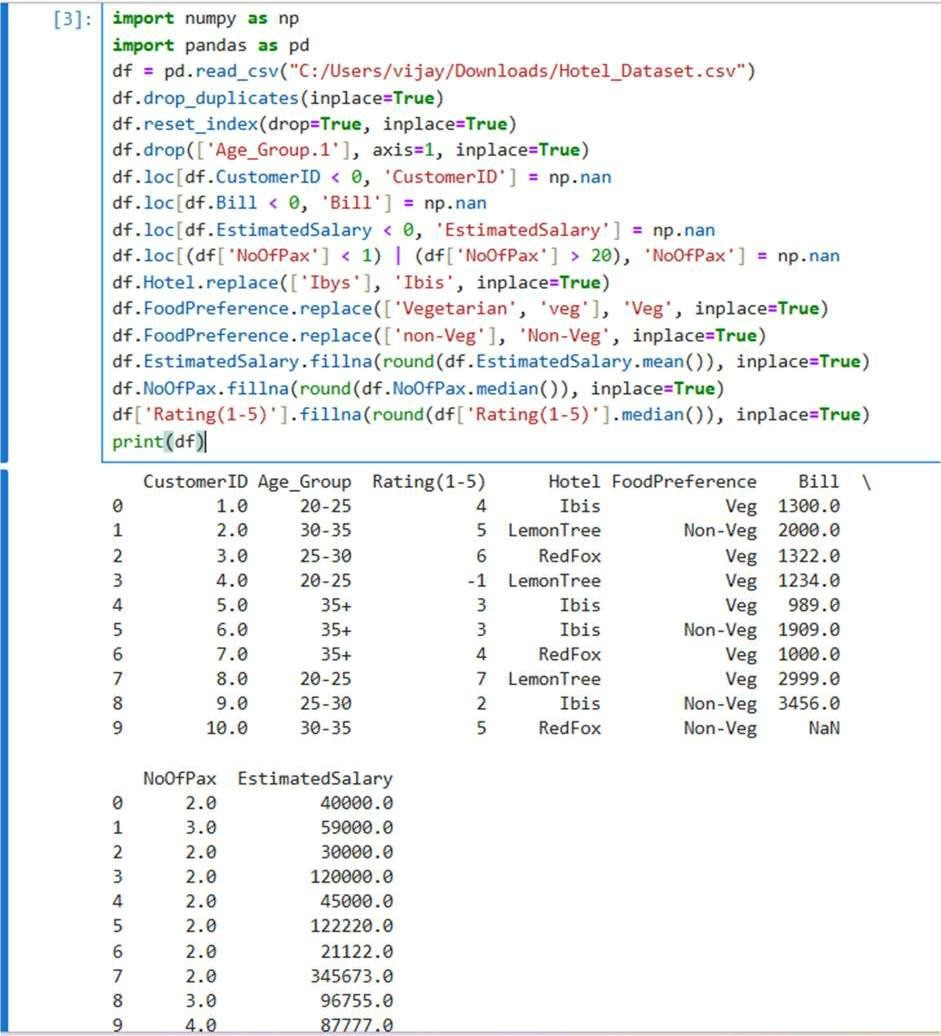 [3]: import numpy as np
import pandas as pd
df = pd.read_csv("C:/Users/vijay/Downloads/Hotel_Dataset.csv")
df.drop_duplicates(inplace=True)
df.reset_index(drop=True, inplace=True)
df.drop(['Age_Group.1'], axis=1, inplace=True)
df.loc[df.CustomerID < 0, 'CustomerID'] = np.nan
df.loc[df.Bill < 0, 'Bill'] = np.nan
df.loc[df.EstimatedSalary < 0, 'EstimatedSalary'] = np.nan
df.loc[(df['NoOfPax'] < 1) | (df['NoOfPax'] > 20), 'NoOfPax'] = np.nan
df.Hotel.replace(['Ibys'], 'Ibis', inplace=True)
df.FoodPreference.replace(['Vegetarian', 'veg'], 'Veg', inplace=True)
df.FoodPreference.replace(['non-Veg'], 'Non-Veg', inplace=True)
df.EstimatedSalary.fillna(round(df.EstimatedSalary.mean()), inplace=True)
df.NoOfPax.fillna(round(df.NoOfPax.median()), inplace=True)
df['Rating(1-5)'].fillna(round(df['Rating(1-5)'].median()), inplace=True)
print(df)
CustomerID Age_Group Rating(1-5) Hotel FoodPreference Bill \
0 1.0 20-25 4 Ibis Veg 1300.0
1 2.0 30-35 5 LemonTree Non-Veg 2000.0
2 3.0 25-30 6 RedFox Veg 1322.0
3 4.0 20-25 -1 LemonTree Veg 1234.0
4 5.0 35+ 3 Ibis Veg 989.0
5 6.0 35+ 3 Ibis Non-Veg 1909.0
6 7.0 35+ 4 RedFox Veg 1000.0
7 8.0 20-25 7 LemonTree Veg 2999.0
8 9.0 25-30 2 Ibis Non-Veg 3456.0
9 10.0 30-35 5 RedFox Non-Veg NaN
NoOfPax EstimatedSalary
0 2.0 40000.0
1 3.0 59000.0
2 2.0 30000.0
3 2.0 120000.0
4 2.0 45000.0
5 2.0 122220.0
6 2.0 21122.0
7 2.0 345673.0
8 3.0 96755.0
9 4.0 87777.0